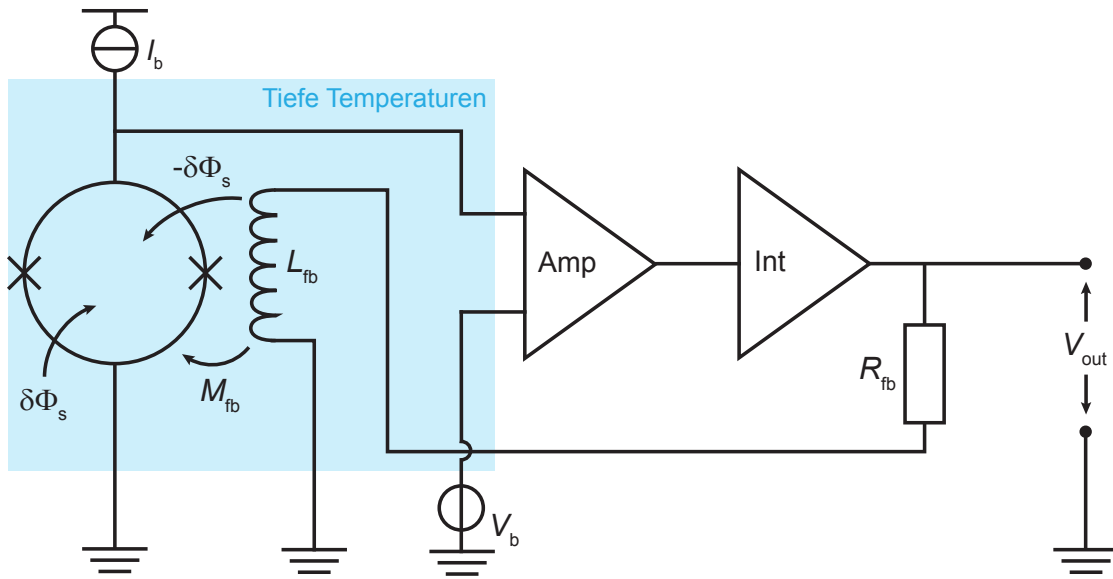 I_b
Tiefe Temperaturen
-δΦ_s
L_fb
Amp
Int
δΦ_s
M_fb
R_fb
V_out
V_b